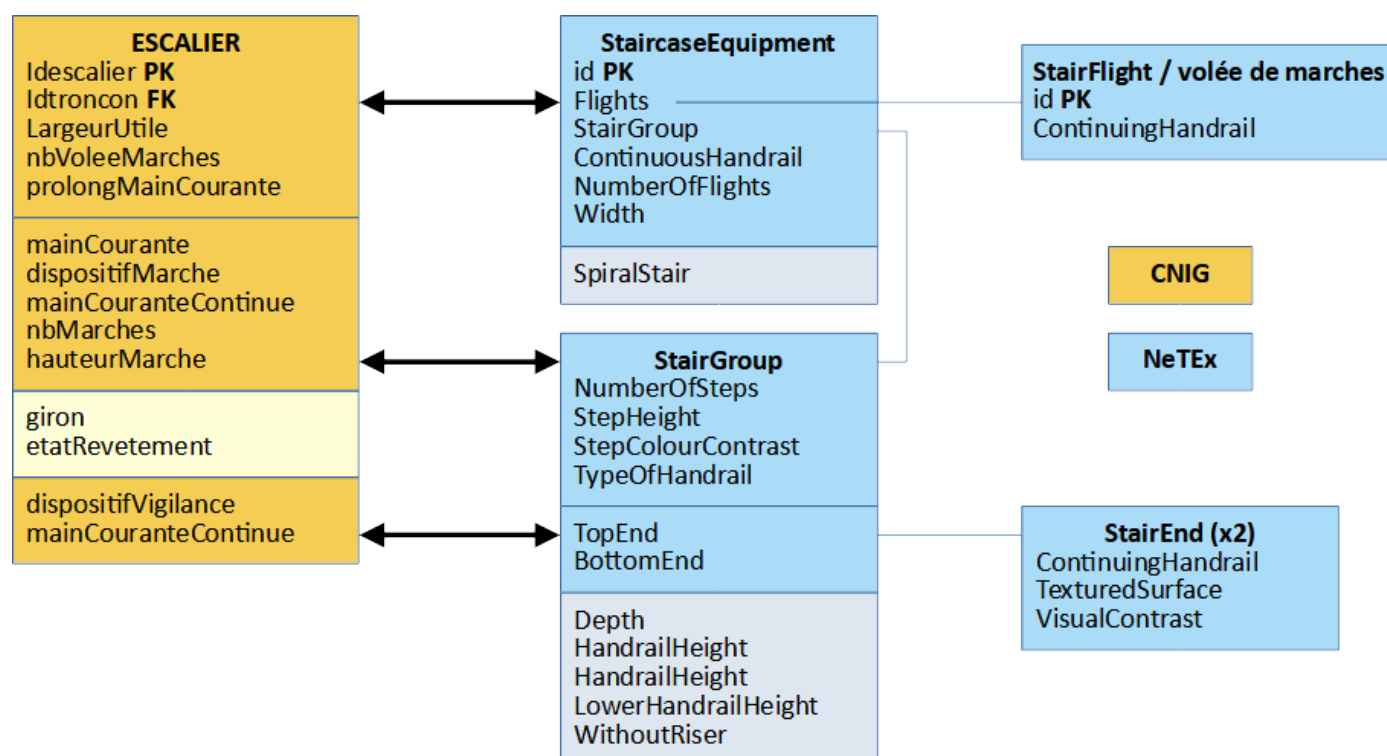 ESCALIER
Idescalier PK
Idtroncon FK
LargeurUtile
nbVoleeMarches
prolongMainCourante
mainCourante
dispositifMarche
mainCouranteContinue
nbMarches
hauteurMarche
giron
etatRevetement
dispositifVigilance
mainCouranteContinue
StaircaseEquipment
id PK
Flights
StairGroup
ContinuousHandrail
NumberOfFlights
Width
SpiralStair
StairGroup
NumberOfSteps
StepHeight
StepColourContrast
TypeOfHandrail
TopEnd
BottomEnd
Depth
HandrailHeight
HandrailHeight
LowerHandrailHeight
WithoutRiser
StairFlight / volée de marches
id PK
ContinuingHandrail
CNIG
NeTEx
StairEnd (x2)
ContinuingHandrail
TexturedSurface
VisualContrast